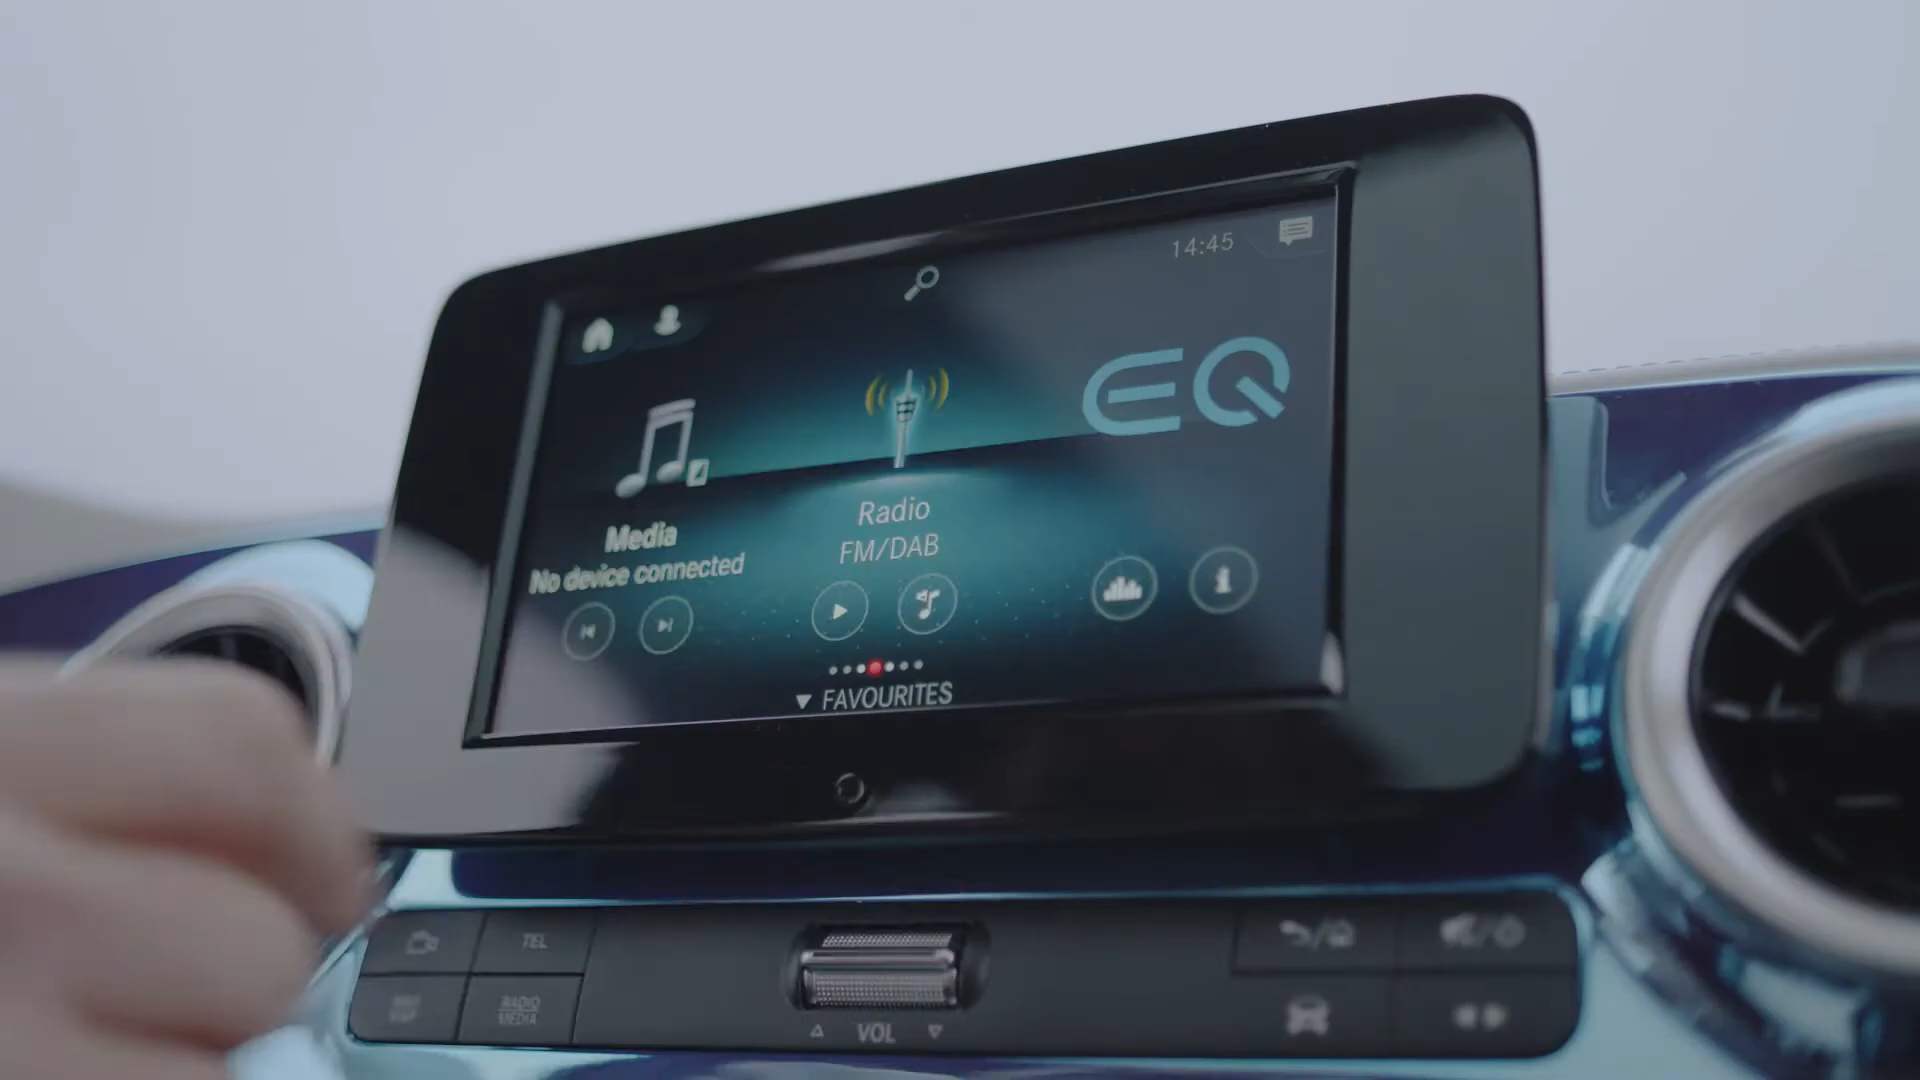 14:45
EQ
Media
No device connected
Radio
FM/DAB
FAVOURITES
TEL
RADIO
MEDIA
VOL